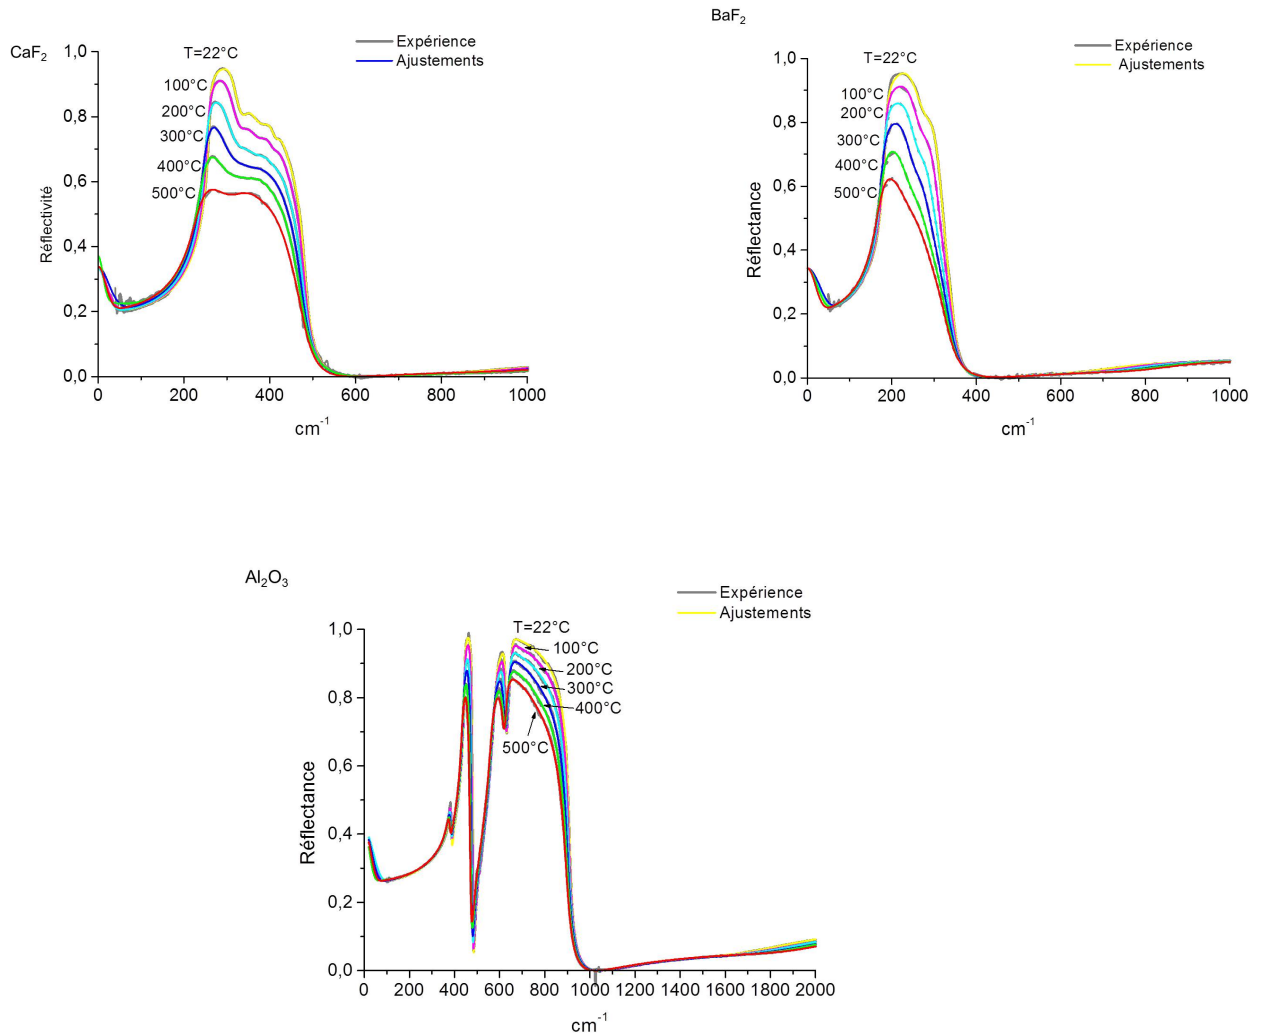 CaF2
Expérience
Ajustements
T=22°C
100°C
200°C
300°C
400°C
500°C
Réflectivité
1,0
0,8
0,6
0,4
0,2
0,0
0 200 400 600 800 1000
cm-1
BaF2
Expérience
Ajustements
T=22°C
100°C
200°C
300°C
400°C
500°C
Réflectance
1,0
0,8
0,6
0,4
0,2
0,0
0 200 400 600 800 1000
cm-1
Al2O3
Expérience
Ajustements
T=22°C
100°C
200°C
300°C
400°C
500°C
Réflectance
1,0
0,8
0,6
0,4
0,2
0,0
0 200 400 600 800 1000 1200 1400 1600 1800 2000
cm-1